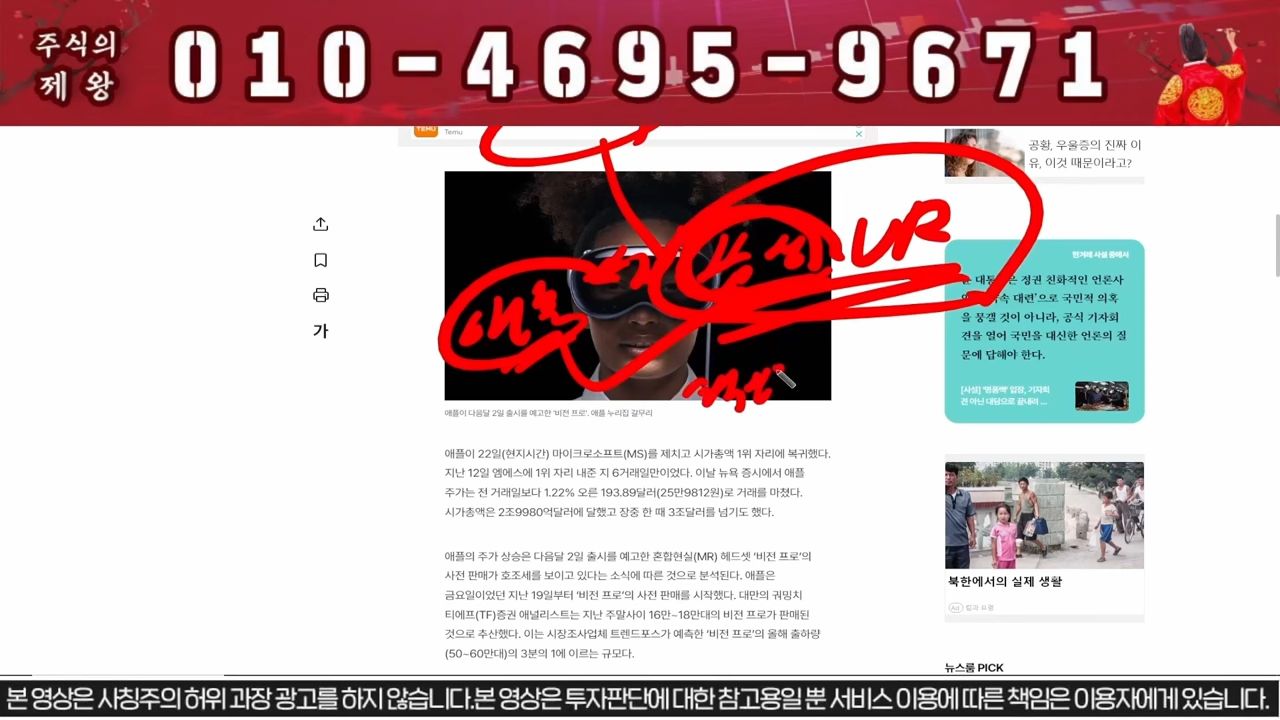 주식의
제 왕
010-4695-9671
TEMU
Temu
공황, 우울증의 진짜 이
유, 이것 때문이라고?
애플
UP
가
한겨레 사설 중에서
대통 은 정권 친화적인 언론사
속 대련'으로 국민적 의혹
을 뭉갤 것이 아니라, 공식 기자회
견을 열어 국민을 대신한 언론의 질
문에 답해야 한다.
[사설] '명품백' 입장, 기자회
견 아닌 대담으로 끝내려 ...
애플이 다음달 2일 출시를 예고한 '비전 프로'. 애플 누리집 갈무리
애플이 22일(현지시간) 마이크로소프트(MS)를 제치고 시가총액 1위 자리에 복귀했다.
지난 12일 엠에스에 1위 자리 내준 지 6거래일만이었다. 이날 뉴욕 증시에서 애플
주가는 전 거래일보다 1.22% 오른 193.89달러(25만9812원)로 거래를 마쳤다.
시가총액은 2조9980억달러에 달했고 장중 한 때 3조달러를 넘기도 했다.
애플의 주가 상승은 다음달 2일 출시를 예고한 혼합현실(MR) 헤드셋 '비전 프로'의
사전 판매가 호조세를 보이고 있다는 소식에 따른 것으로 분석된다. 애플은
금요일이었던 지난 19일부터 '비전 프로'의 사전 판매를 시작했다. 대만의 궈밍치
티에프(TF)증권 애널리스트는 지난 주말사이 16만~18만대의 비전 프로가 판매된
것으로 추산했다. 이는 시장조사업체 트렌드포스가 예측한 '비전 프로'의 올해 출하량
(50~60만대)의 3분의 1에 이르는 규모다.
북한에서의 실제 생활
Ad
뉴스룸 PICK
본 영상은 사칭주의 허위 과장 광고를 하지 않습니다.본 영상은 투자판단에 대한 참고용일 뿐 서비스 이용에 따른 책임은 이용자에게 있습니다.